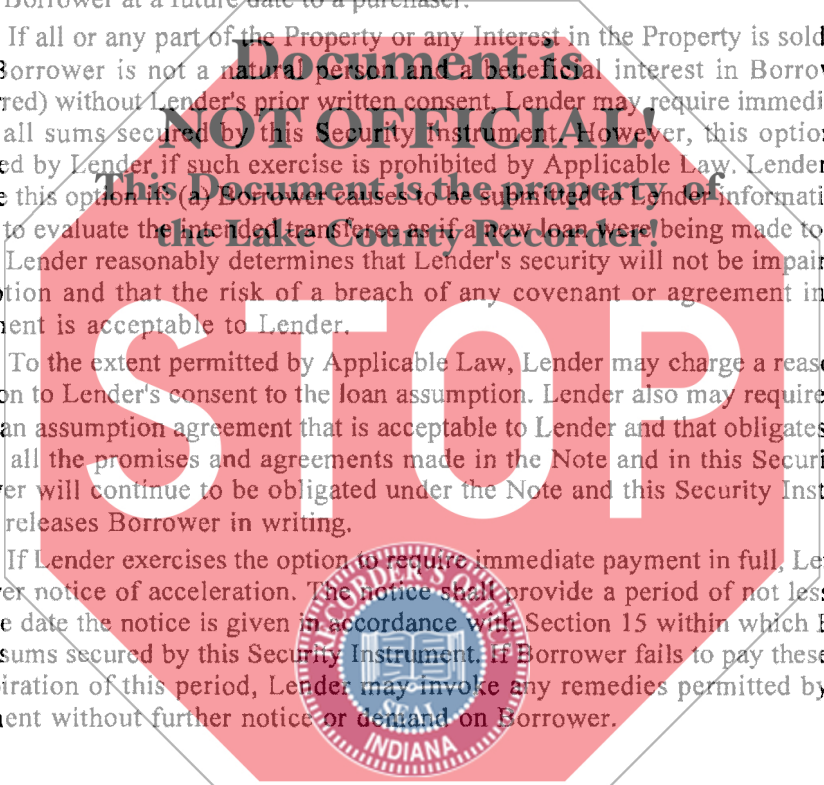 Borrower at a future date to a purchaser.
If all or any part of the Property or any Interest in the Property is sold
Borrower is not a natural person and a beneficial interest in Borrov
red) without Lender's prior written consent, Lender may require immedi
all sums secured by this Security Instrument. However, this optio
ed by Lender if such exercise is prohibited by Applicable Law. Lender
e this option if: (a) Borrower causes to be submitted to Lender informati
to evaluate the intended transferee as if a new loan were being made to
Lender reasonably determines that Lender's security will not be impair
tion and that the risk of a breach of any covenant or agreement in
ent is acceptable to Lender.
To the extent permitted by Applicable Law, Lender may charge a reaso
on to Lender's consent to the loan assumption. Lender also may require
an assumption agreement that is acceptable to Lender and that obligates
all the promises and agreements made in the Note and in this Securi
er will continue to be obligated under the Note and this Security Inst
releases Borrower in writing.
If Lender exercises the option to require immediate payment in full, Le
er notice of acceleration. The notice shall provide a period of not less
e date the notice is given in accordance with Section 15 within which B
sums secured by this Security Instrument. If Borrower fails to pay these
iration of this period, Lender may invoke any remedies permitted by
ent without further notice or demand on Borrower.
Document is
NOT OFFICIAL!
This Document is the property of
the Lake County Recorder!
STOP
RECORDER'S OFFICE
SEAL
INDIANA